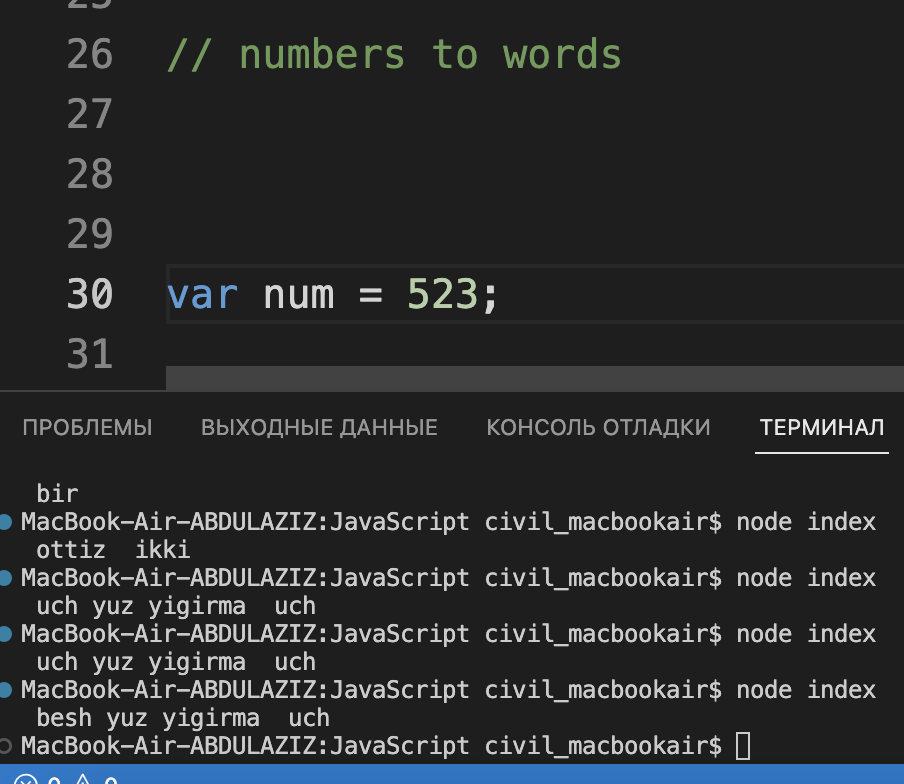 25
26 // numbers to words
27
28
29
30 var num = 523;
31
ПРОБЛЕМЫ ВЫХОДНЫЕ ДАННЫЕ КОНСОЛЬ ОТЛАДКИ ТЕРМИНАЛ
bir
MacBook-Air-ABDULAZIZ:JavaScript civil_macbookair$ node index
ottiz  ikki
MacBook-Air-ABDULAZIZ:JavaScript civil_macbookair$ node index
uch yuz yigirma  uch
MacBook-Air-ABDULAZIZ:JavaScript civil_macbookair$ node index
uch yuz yigirma  uch
MacBook-Air-ABDULAZIZ:JavaScript civil_macbookair$ node index
besh yuz yigirma  uch
MacBook-Air-ABDULAZIZ:JavaScript civil_macbookair$
0 0